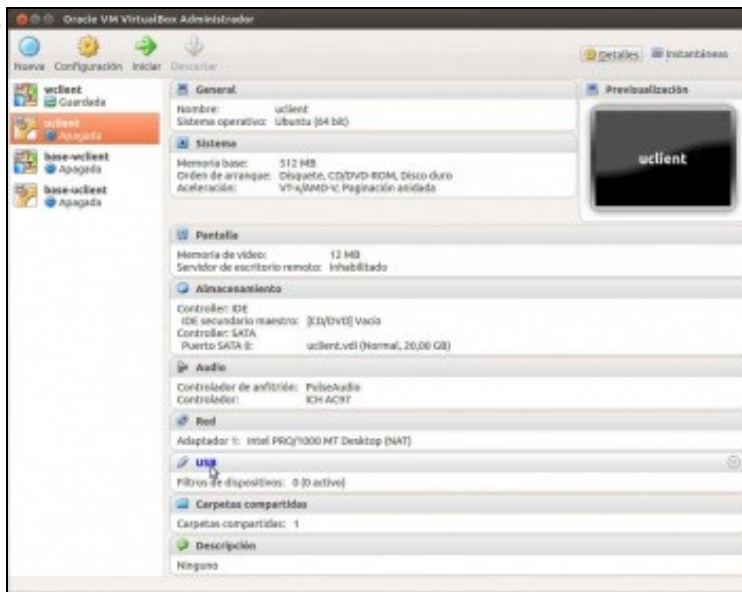 Oracle VM VirtualBox Administrador
Nueva Configuración Iniciar Descartar
Detalles Instantáneas
wclient
Guardada
uclient
Apagada
base-wclient
Apagada
base-uclient
Apagada
General
Nombre: uclient
Sistema operativo: Ubuntu (64 bit)
Sistema
Memoria base: 512 MB
Orden de arranque: Disquete, CD/DVD-ROM, Disco duro
Aceleración: VT-x/AMD-V, Paginación anidada
Previsualización
uclient
Pantalla
Memoria de vídeo: 12 MB
Servidor de escritorio remoto: Inhabilitado
Almacenamiento
Controller: IDE
IDE secundario maestro: [CD/DVD] Vacío
Controller: SATA
Puerto SATA 0: uclient.vdi (Normal, 20,00 GB)
Audio
Controlador de anfitrión: PulseAudio
Controlador: ICH AC97
Red
Adaptador 1: Intel PRO/1000 MT Desktop (NAT)
USB
Filtros de dispositivos: 0 (0 activo)
Carpetas compartidas
Carpetas compartidas: 1
Descripción
Ninguno